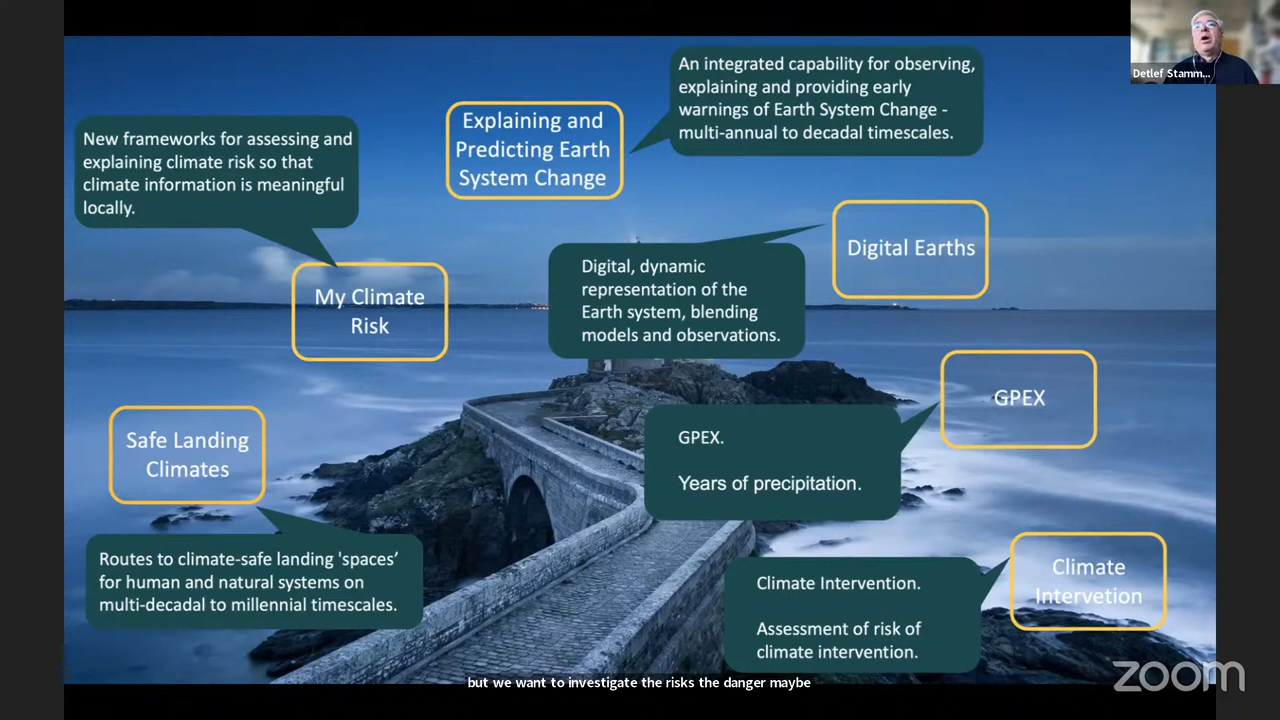 Detlef Stamm...
An integrated capability for observing,
explaining and providing early
warnings of Earth System Change -
multi-annual to decadal timescales.
Explaining and
Predicting Earth
System Change
New frameworks for assessing and
explaining climate risk so that
climate information is meaningful
locally.
Digital Earths
Digital, dynamic
representation of the
Earth system, blending
models and observations.
My Climate
Risk
GPEX
GPEX.
Years of precipitation.
Safe Landing
Climates
Routes to climate-safe landing 'spaces’
for human and natural systems on
multi-decadal to millennial timescales.
Climate
Intervetion
Climate Intervention.
Assessment of risk of
climate intervention.
zoom
but we want to investigate the risks the danger maybe